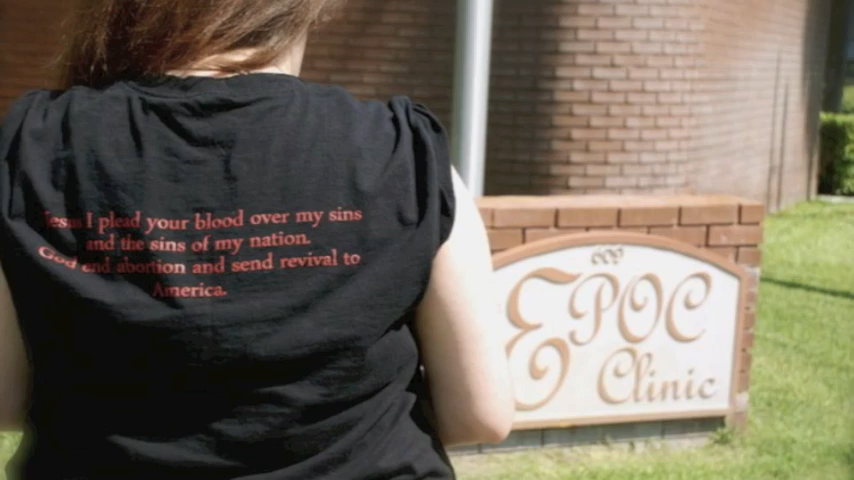 Jesus I plead your blood over my sins
and the sins of my nation.
God end abortion and send revival to
America.
609
EPOC
Clinic